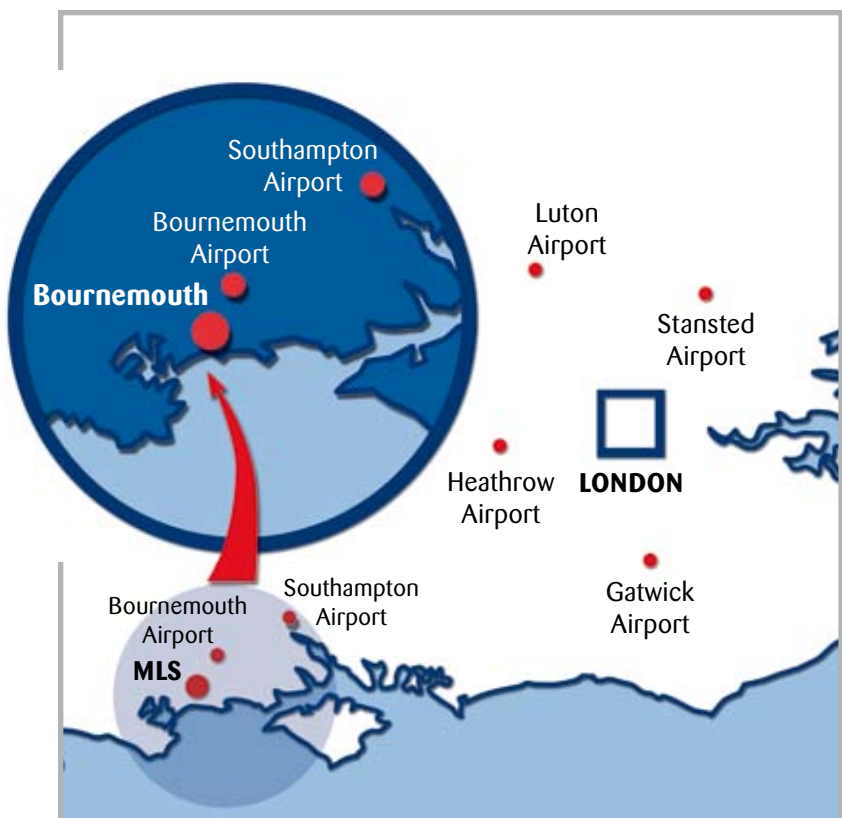 Southampton
Airport
Bournemouth
Airport
Bournemouth
Luton
Airport
Stansted
Airport
Heathrow
Airport
LONDON
Gatwick
Airport
Southampton
Airport
Bournemouth
Airport
MLS